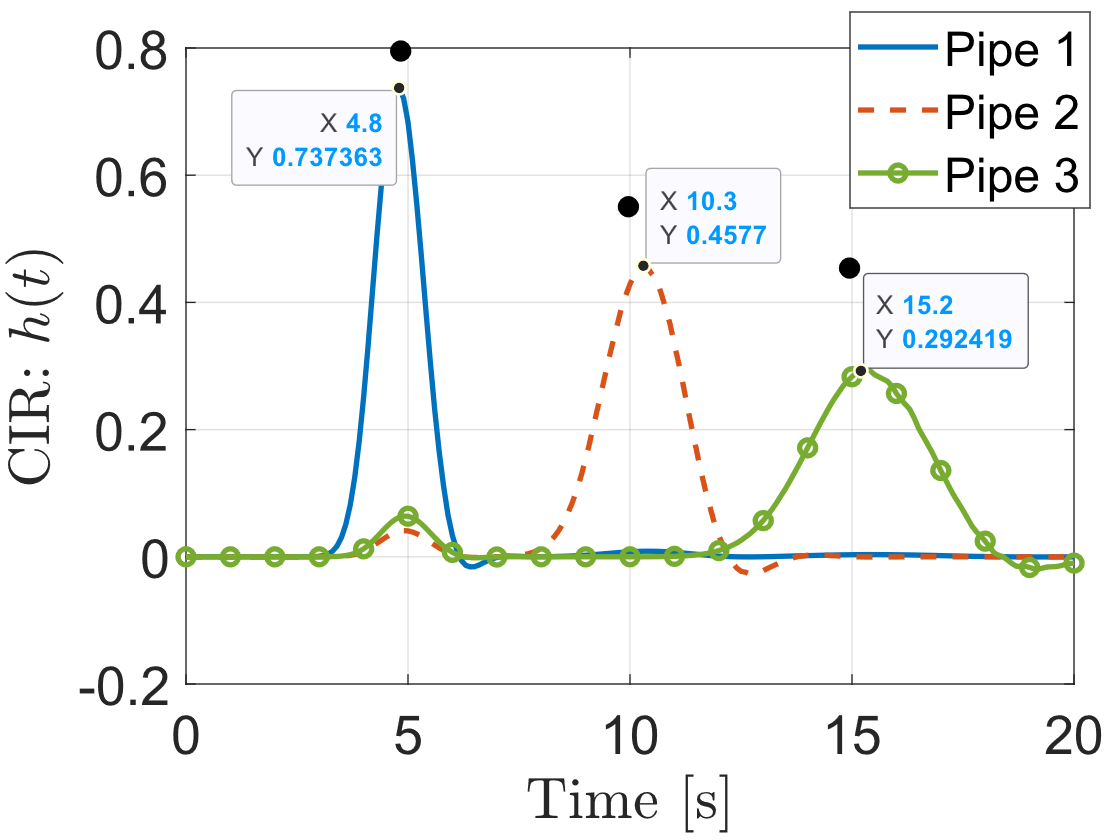 0.8
0.6
0.4
0.2
0
-0.2
CIR: h(t)
0
5
10
15
20
Time [s]
X 4.8
Y 0.737363
X 10.3
Y 0.4577
X 15.2
Y 0.292419
Pipe 1
Pipe 2
Pipe 3